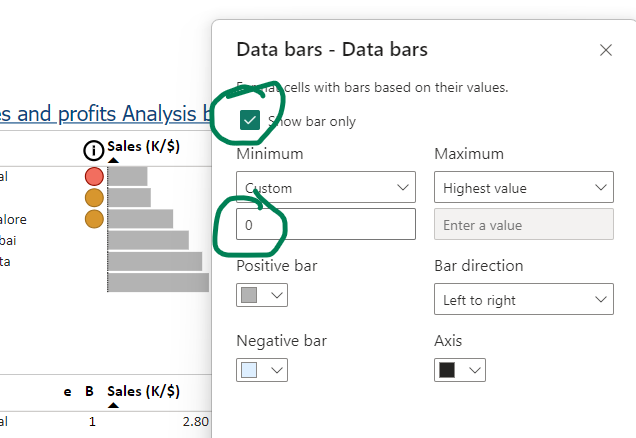 Data bars - Data bars
Format cells with bars based on their values.
es and profits Analysis b
Show bar only
i Sales (K/$)
Minimum Maximum
Custom Highest value
al
alore
0 Enter a value
bai
ta
Positive bar Bar direction
Left to right
Negative bar Axis
e B Sales (K/$)
al 1 2.80